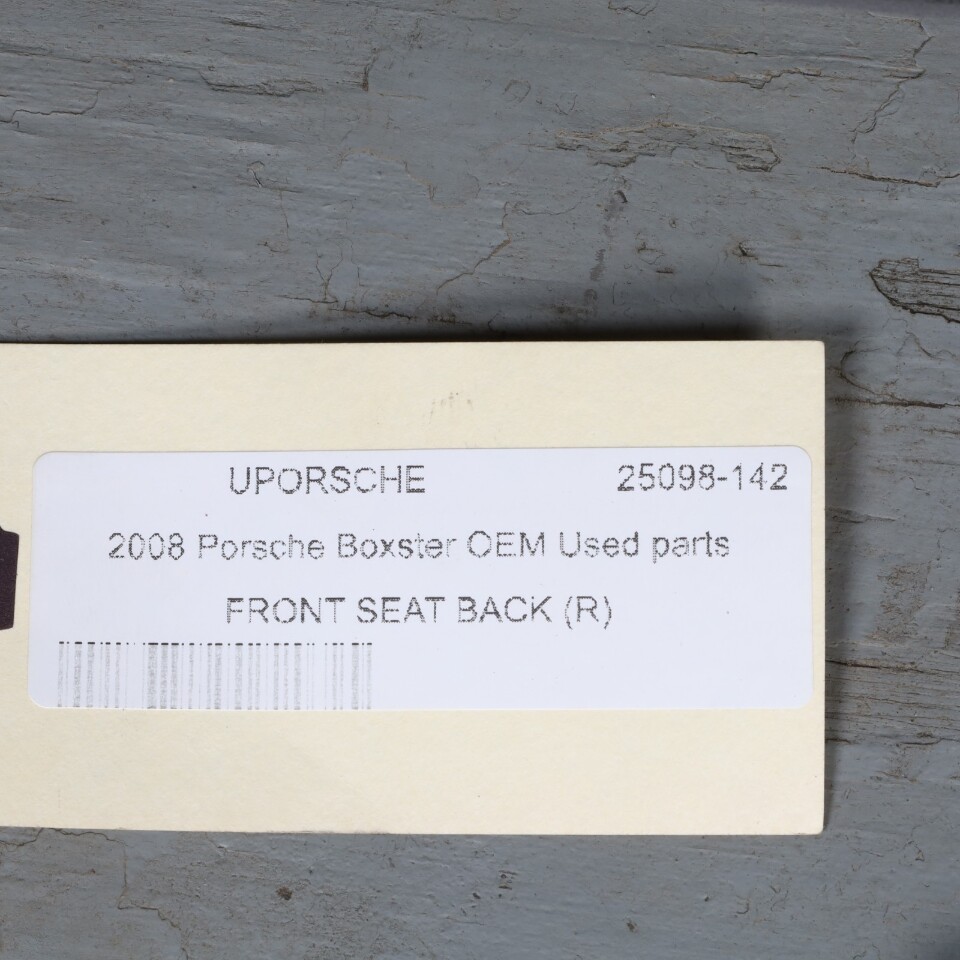 UPORSCHE 25098-142
2008 Porsche Boxster OEM Used parts
FRONT SEAT BACK (R)